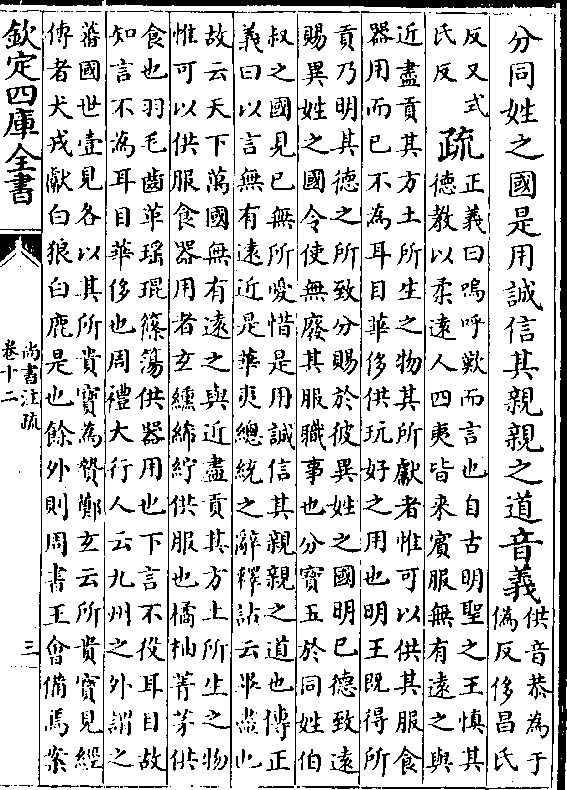 分同姓之國是用誠信其親親之道音義供音恭為于
偽反侈昌氏
反又式
氏反
疏正義曰嗚呼歎而言也自古明聖之王慎其
德教以柔遠人四夷皆來賓服無有遠之與
近盡貢其方土所生之物其所獻者惟可以供其服食
器用而已不為耳目華侈供玩好之用也明王既得所
貢乃明其德之所致分賜於彼異姓之國明已德致遠
賜異姓之國令使無廢其服職事也分寶玉於同姓伯
叔之國見已無所愛惜是用誠信其親親之道也傳正
義曰以言無有遠近是華夷總統之辭釋詁云畢盡也
故云天下萬國無有遠之與近盡貢其方土所生之物
惟可以供服食器用者玄纁絺紵供服也橘柚菁茅供
食也羽毛齒革瑤琨篠簜供器用也下言不役耳目故
知言不為耳目華侈也周禮大行人云九州之外謂之
蕃國世壹見各以其所貴寶為贄鄭玄云所貴寶見經
傳者犬戎獻白狼白鹿是也餘外則周書王會備焉案
欽定四庫全書
尚書注疏
卷十二
三